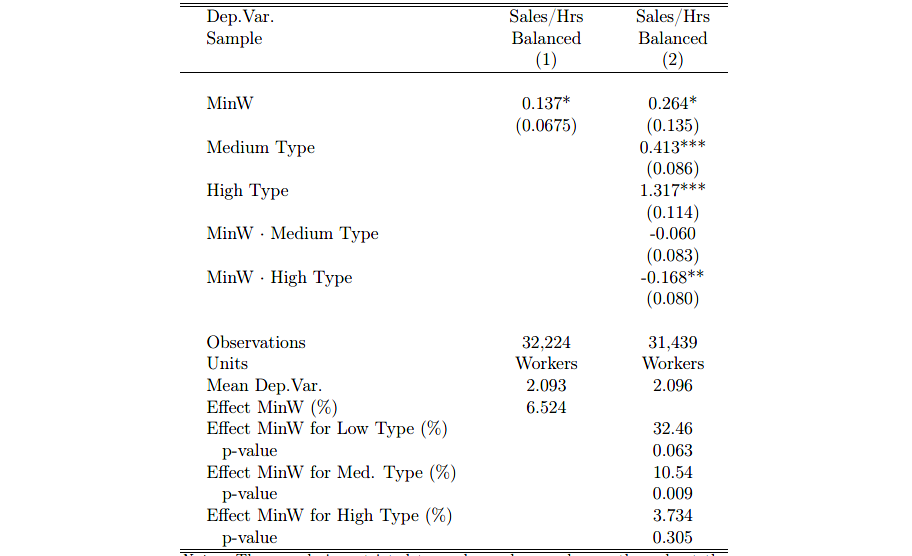 Dep.Var. Sales/Hrs Sales/Hrs
Sample Balanced Balanced
(1) (2)
MinW 0.137* 0.264*
(0.0675) (0.135)
Medium Type 0.413***
(0.086)
High Type 1.317***
(0.114)
MinW · Medium Type -0.060
(0.083)
MinW · High Type -0.168**
(0.080)
Observations 32,224 31,439
Units Workers Workers
Mean Dep.Var. 2.093 2.096
Effect MinW (%) 6.524
Effect MinW for Low Type (%) 32.46
p-value 0.063
Effect MinW for Med. Type (%) 10.54
p-value 0.009
Effect MinW for High Type (%) 3.734
p-value 0.305